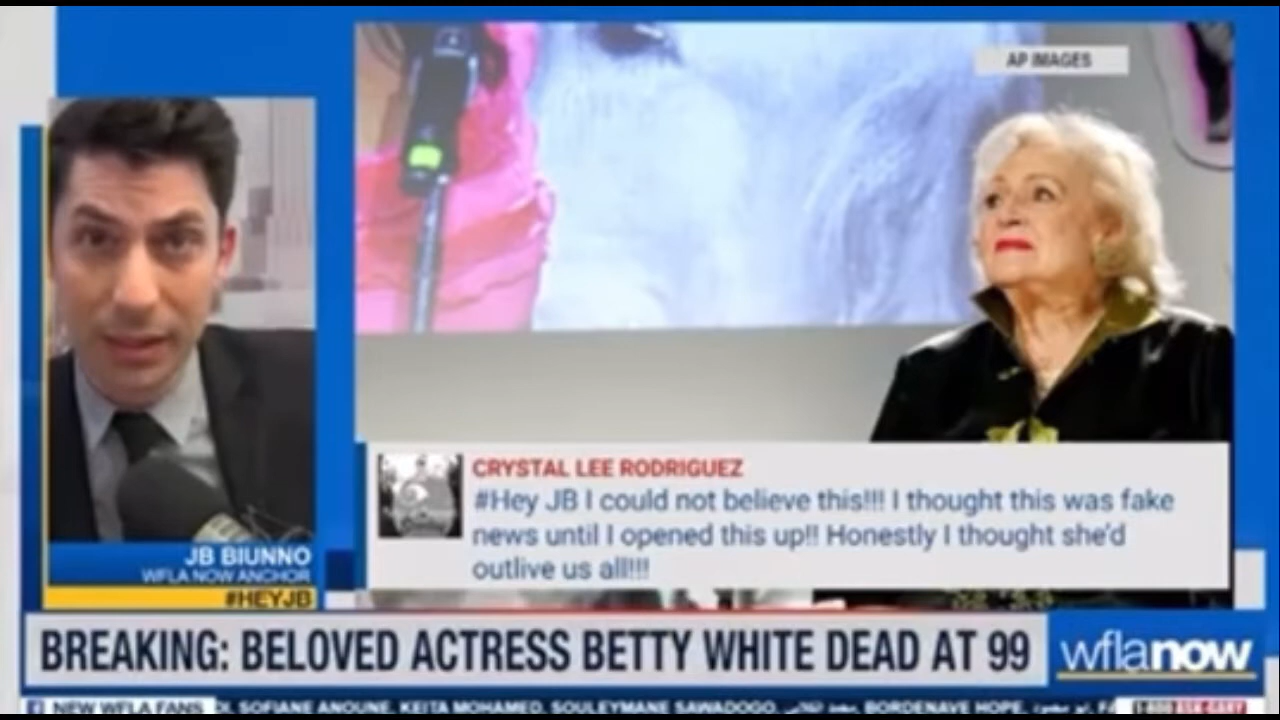 AP IMAGES
CRYSTAL LEE RODRIGUEZ
#Hey JB I could not believe this!!! I thought this was fake
news until I opened this up!! Honestly I thought she'd
outlive us all!!!
JB BIUNNO
WFLA NOW ANCHOR
#HEYJB
BREAKING: BELOVED ACTRESS BETTY WHITE DEAD AT 99
wflanow
NEW WFLA FANS SOFIANE ANOUNE, KEITA MOHAMED, SOULEYMANE SAWADOGO, BORDENAVE HOPE,